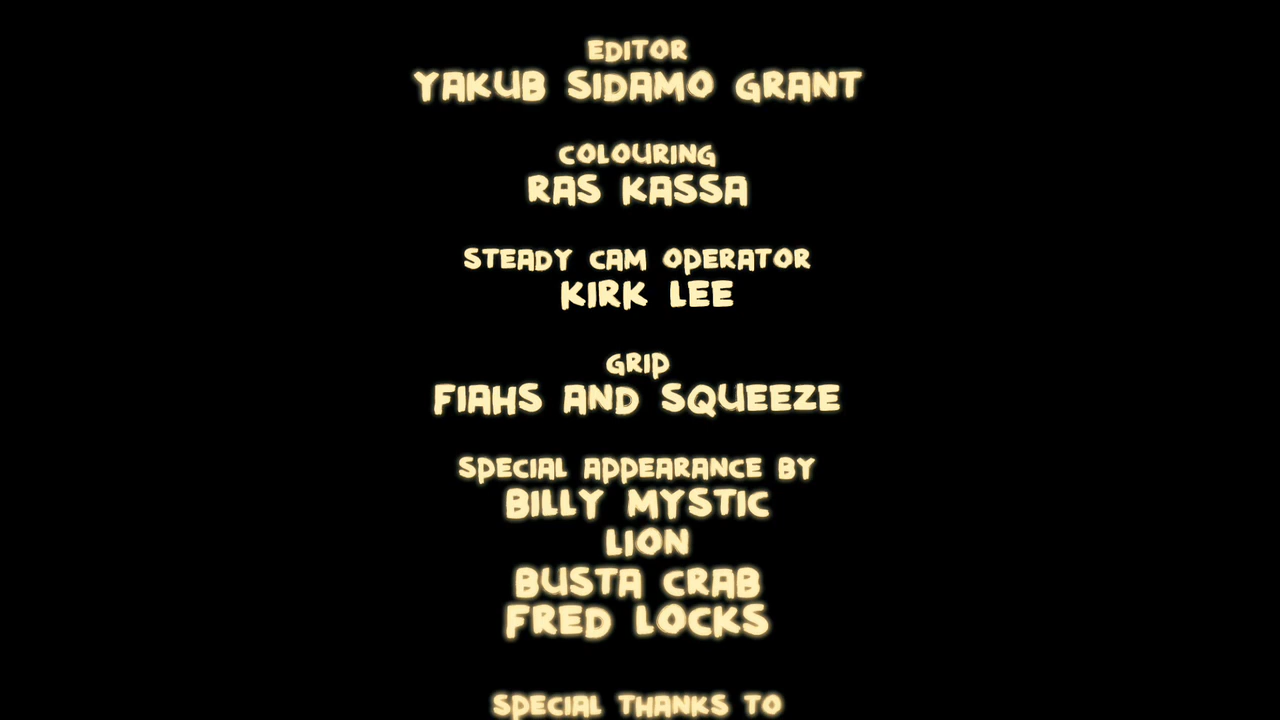 EDITOR
YAKUB SIDAMO GRANT
COLOURING
RAS KASSA
STEADY CAM OPERATOR
KIRK LEE
GRIP
FIAHS AND SQUEEZE
SPECIAL APPEARANCE BY
BILLY MYSTIC
LION
BUSTA CRAB
FRED LOCKS
SPECIAL THANKS TO